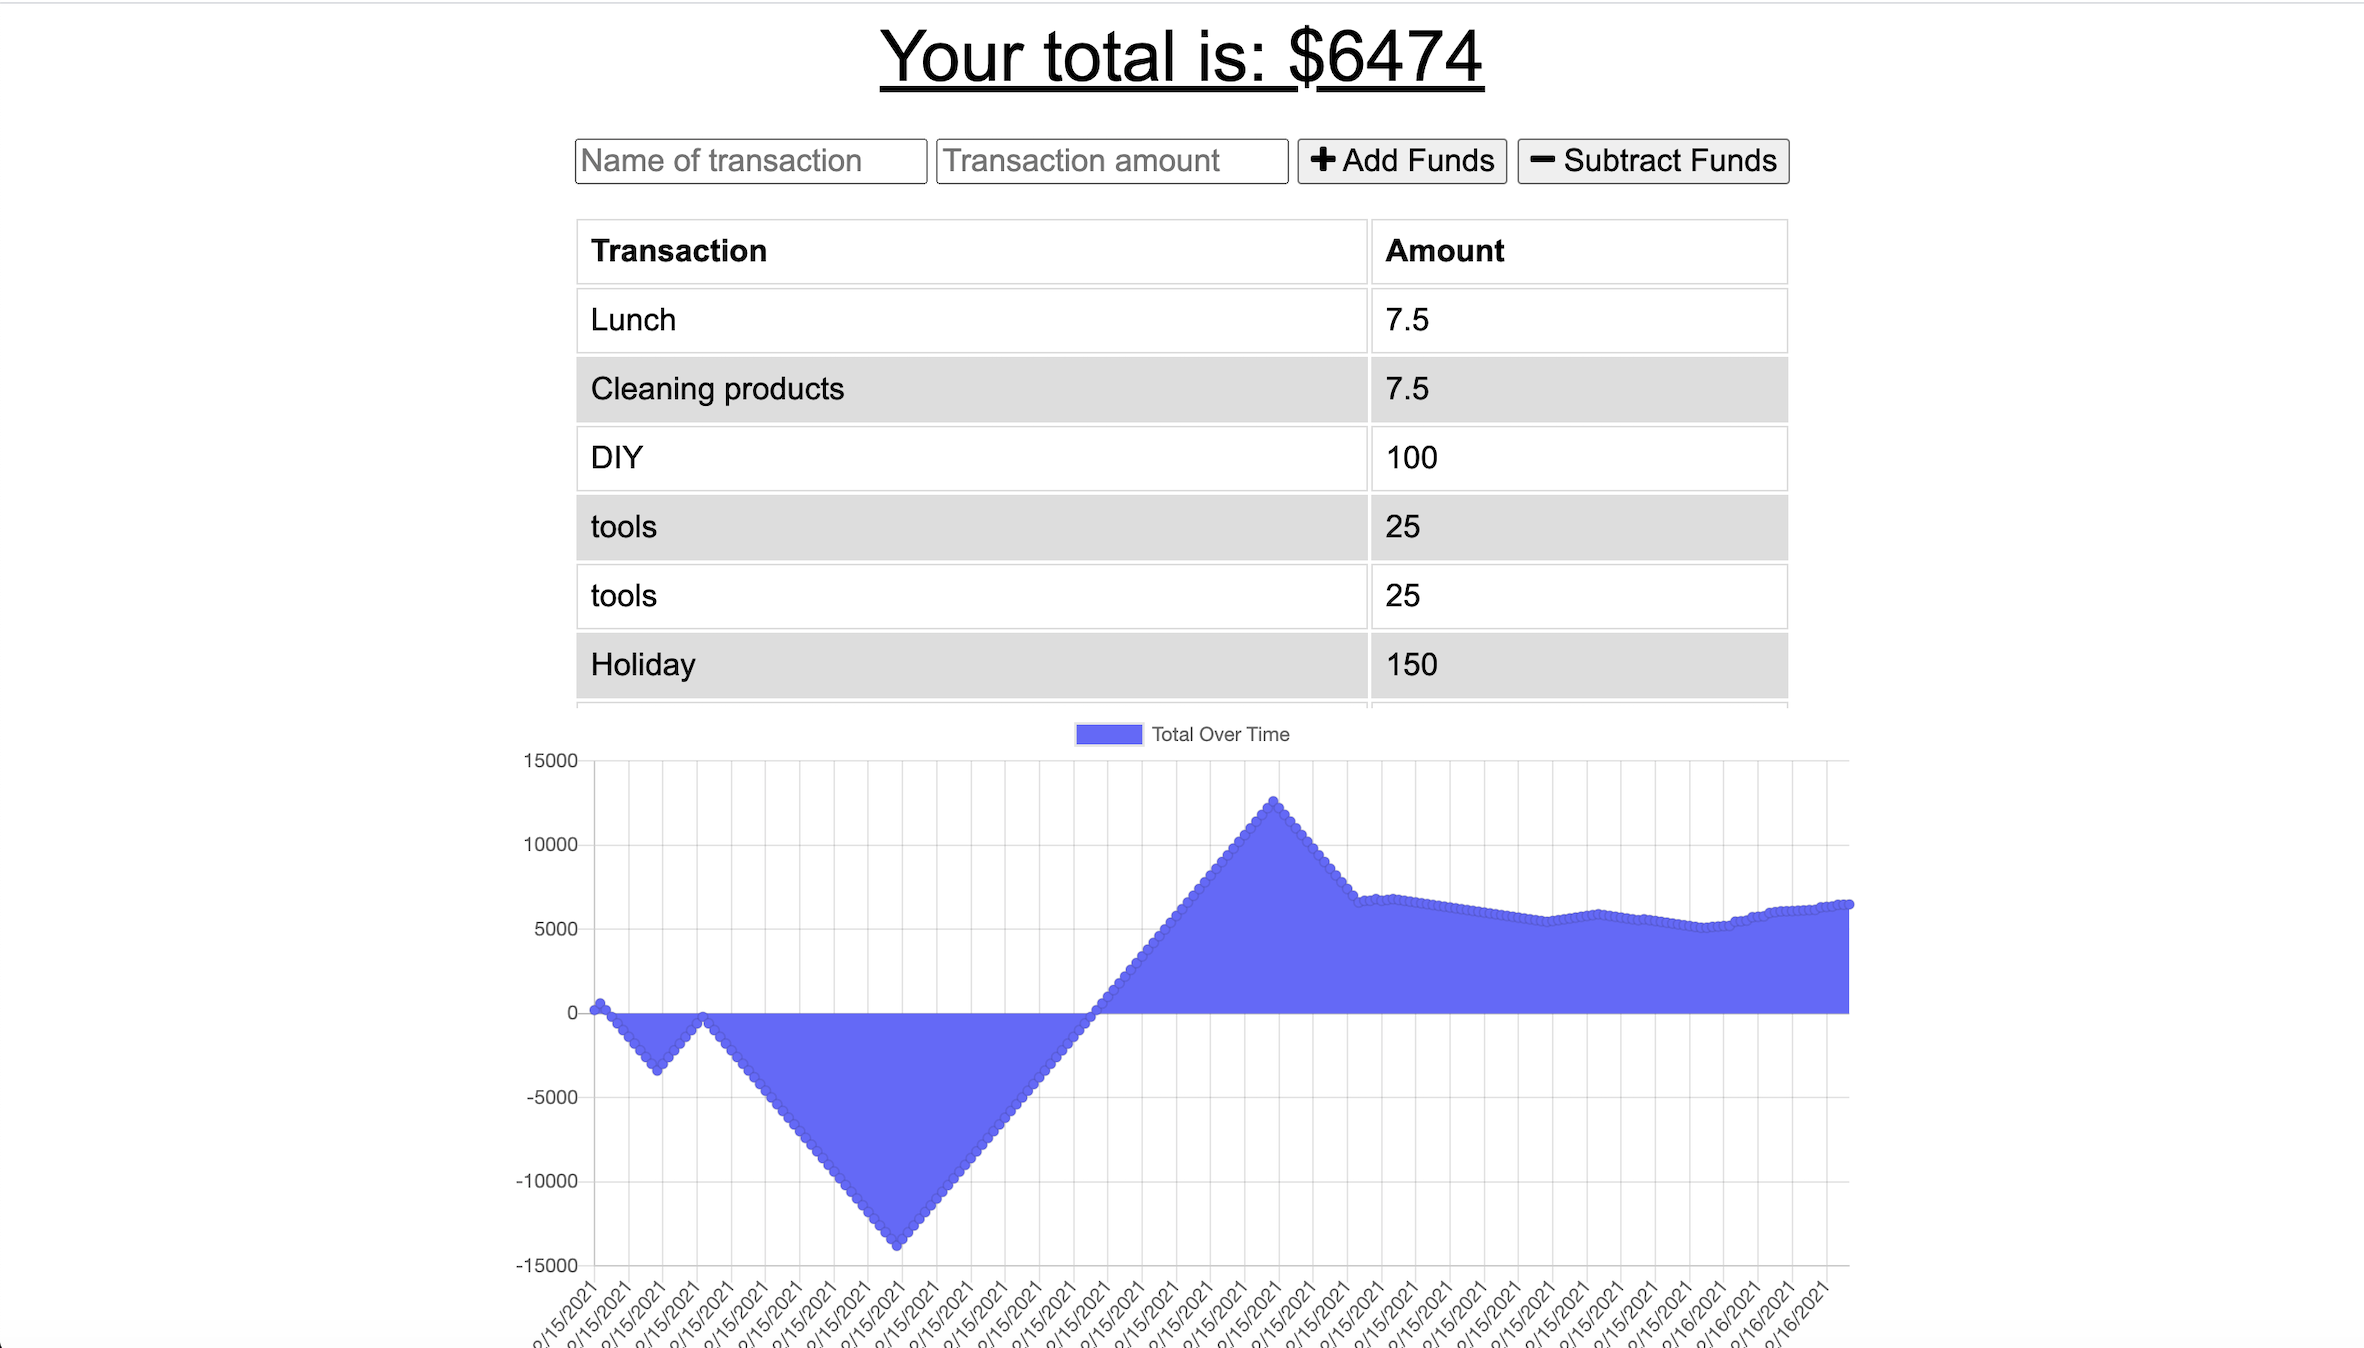 Your total is: $6474
Name of transaction Transaction amount Add Funds Subtract Funds
Transaction Amount
Lunch 7.5
Cleaning products 7.5
DIY 100
tools 25
tools 25
Holiday 150
Total Over Time
15000
10000
5000
0
-5000
-10000
-15000
2/15/2021 2/15/2021 2/15/2021 2/15/2021 2/15/2021 2/15/2021 2/15/2021 2/15/2021 2/15/2021 2/15/2021 2/15/2021 2/15/2021 2/15/2021 2/15/2021 2/15/2021 2/15/2021 2/15/2021 2/15/2021 2/15/2021 2/15/2021 2/15/2021 2/15/2021 2/15/2021 2/15/2021 2/15/2021 2/15/2021 2/15/2021 2/15/2021 2/15/2021 2/15/2021 2/15/2021 2/15/2021 2/15/2021 2/16/2021 2/16/2021 2/16/2021 2/16/2021